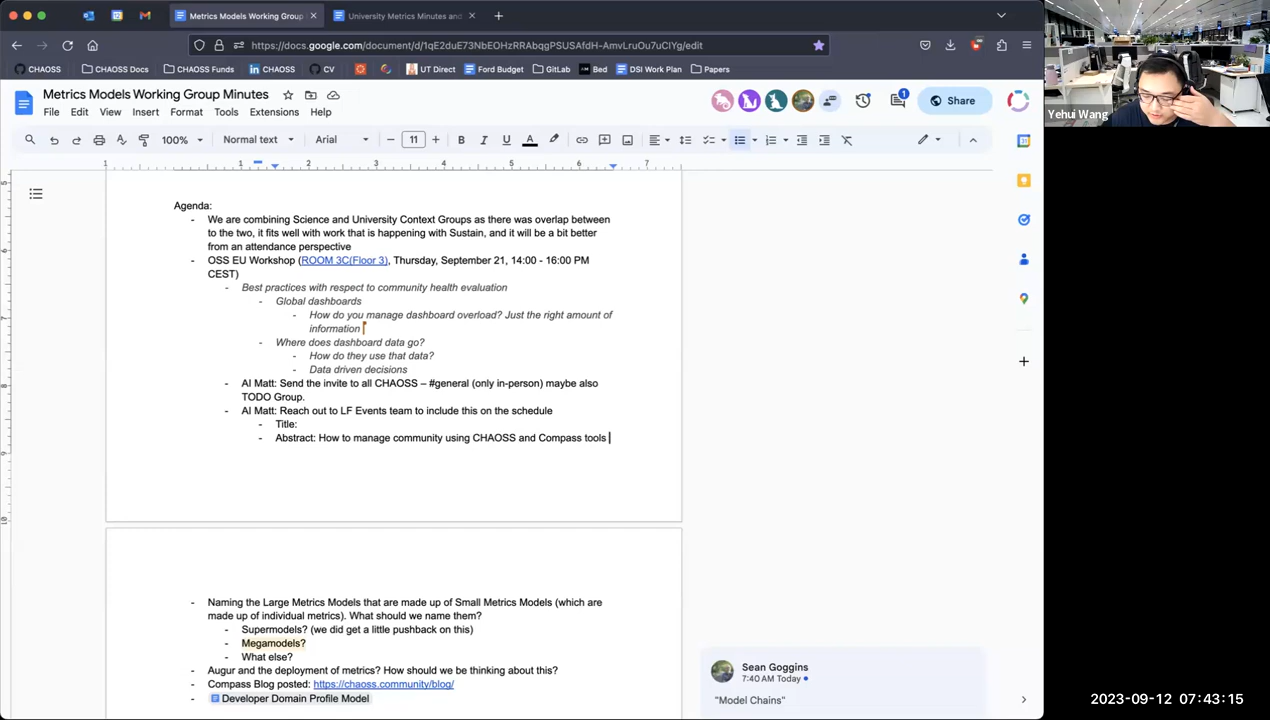 Metrics Models Working Group
University Metrics Minutes and
https://docs.google.com/document/d/1qE2duE73NbEOHzRRAbqgPSUSAfdH-AmvLruOu7uCIYg/edit
CHAOSS
CHAOSS Docs
CHAOSS Funds
CHAOSS
CV
UT Direct
Ford Budget
GitLab
Bed
DSI Work Plan
Papers
Metrics Models Working Group Minutes
File Edit View Insert Format Tools Extensions Help
1
Share
100% Normal text Arial 11
Yehui Wang
Agenda:
- We are combining Science and University Context Groups as there was overlap between
to the two, it fits well with work that is happening with Sustain, and it will be a bit better
from an attendance perspective
- OSS EU Workshop (ROOM 3C(Floor 3), Thursday, September 21, 14:00 - 16:00 PM
CEST)
- Best practices with respect to community health evaluation
- Global dashboards
- How do you manage dashboard overload? Just the right amount of
information
- Where does dashboard data go?
- How do they use that data?
- Data driven decisions
- AI Matt: Send the invite to all CHAOSS – #general (only in-person) maybe also
TODO Group.
- AI Matt: Reach out to LF Events team to include this on the schedule
- Title:
- Abstract: How to manage community using CHAOSS and Compass tools
- Naming the Large Metrics Models that are made up of Small Metrics Models (which are
made up of individual metrics). What should we name them?
- Supermodels? (we did get a little pushback on this)
- Megamodels?
- What else?
- Augur and the deployment of metrics? How should we be thinking about this?
- Compass Blog posted: https://chaoss.community/blog/
- Developer Domain Profile Model
Sean Goggins
7:40 AM Today
"Model Chains"
2023-09-12 07:43:15